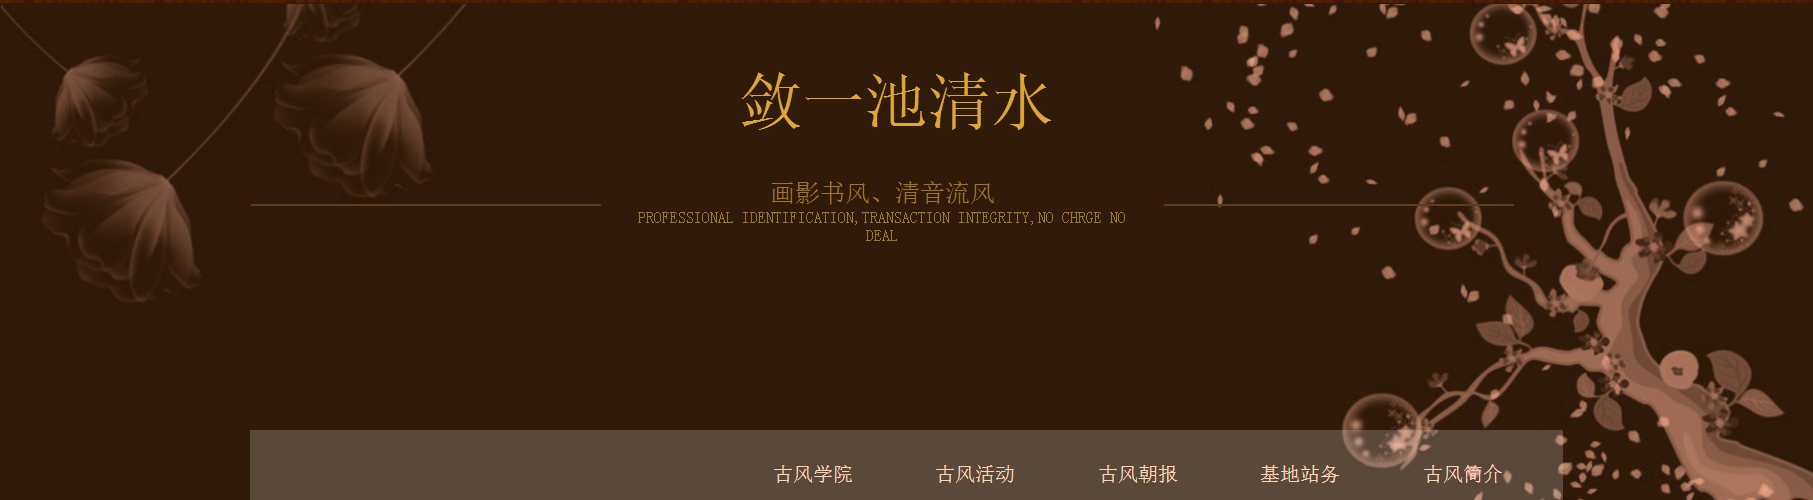 敛一池清水
画影书风、清音流风
PROFESSIONAL IDENTIFICATION,TRANSACTION INTEGRITY,NO CHRGE NO
DEAL
古风学院 古风活动 古风朝报 基地站务 古风简介